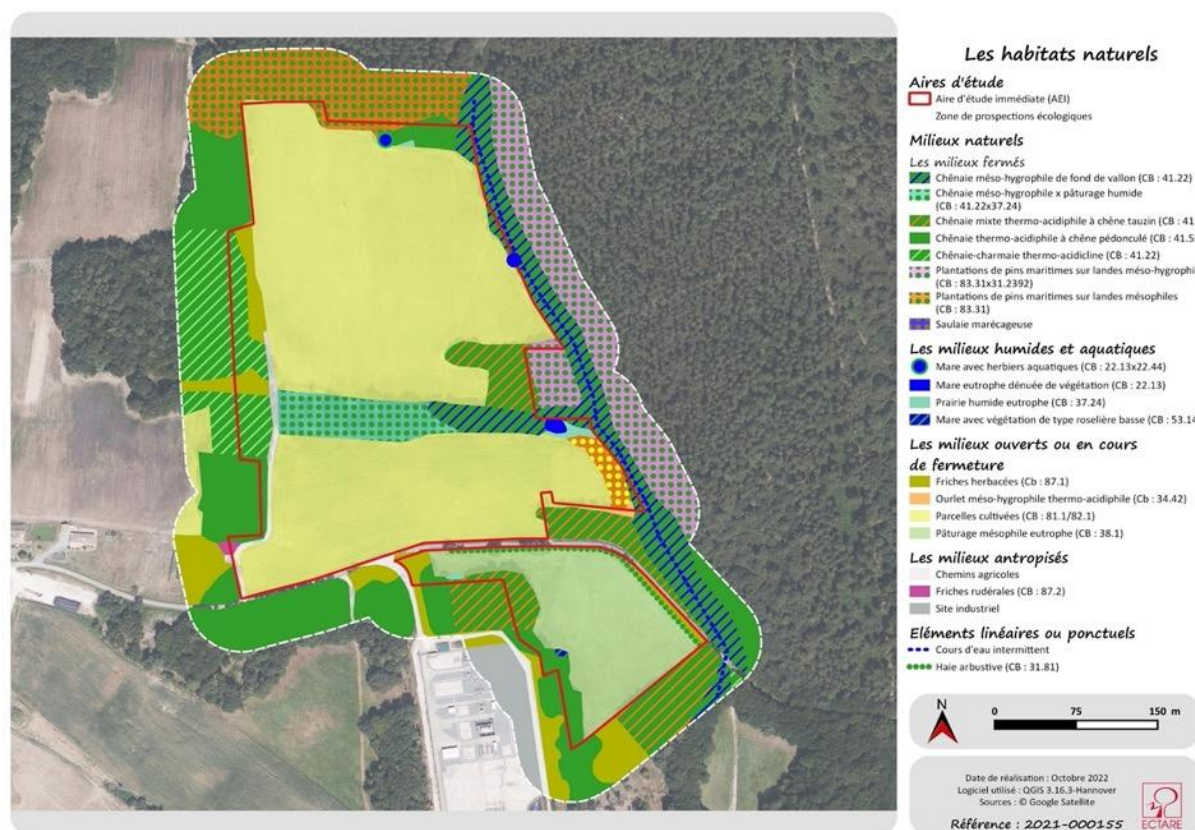 Les habitats naturels
Aires d'étude
Aire d'étude immédiate (AEI)
Zone de prospections écologiques
Milieux naturels
Les milieux fermés
Chênaie méso-hygrophile de fond de vallon (CB : 41.22)
Chênaie méso-hygrophile x pâturage humide
(CB : 41.22x37.24)
Chênaie mixte thermo-acidiphile à chêne tauzin (CB : 41
Chênaie thermo-acidiphile à chêne pédonculé (CB : 41.5
Chênaie-charmaie thermo-acidicline (CB : 41.22)
Plantations de pins maritimes sur landes méso-hygrophi
(CB : 83.31x31.2392)
Plantations de pins maritimes sur landes mésophiles
(CB : 83.31)
Saulaie marécageuse
Les milieux humides et aquatiques
Mare avec herbiers aquatiques (CB : 22.13x22.44)
Mare eutrophe dénuée de végétation (CB : 22.13)
Prairie humide eutrophe (CB : 37.24)
Mare avec végétation de type roselière basse (CB : 53.14
Les milieux ouverts ou en cours
de fermeture
Friches herbacées (Cb : 87.1)
Ourlet méso-hygrophile thermo-acidiphile (Cb : 34.42)
Parcelles cultivées (CB : 81.1/82.1)
Pâturage mésophile eutrophe (CB : 38.1)
Les milieux antropisés
Chemins agricoles
Friches rudérales (CB : 87.2)
Site industriel
Eléments linéaires ou ponctuels
Cours d'eau intermittent
Haie arbustive (CB : 31.81)
N
0 75 150 m
Date de réalisation : Octobre 2022
Logiciel utilisé : QGIS 3.16.3-Hannover
Sources : © Google Satellite
Référence : 2021-000155
ECTARE